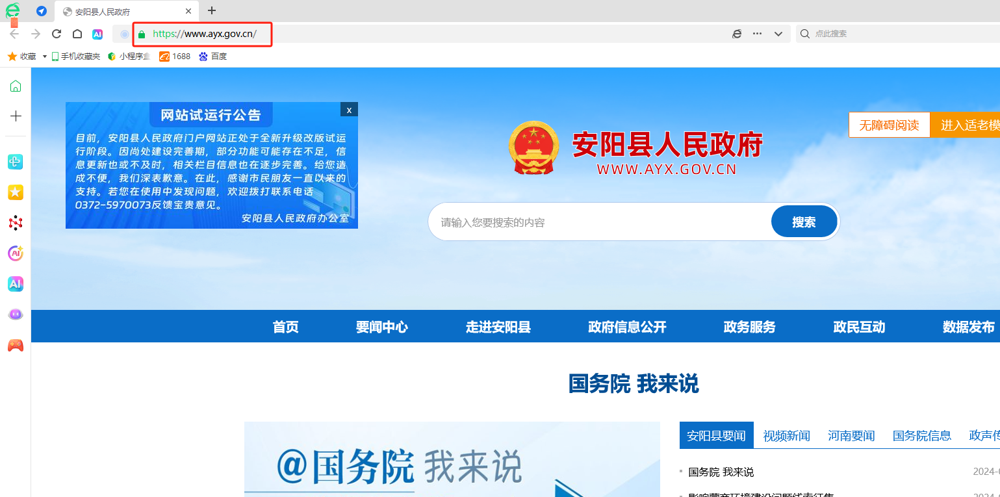 安阳县人民政府
https://www.ayx.gov.cn/
点此搜索
收藏 手机收藏夹 小程序盒 1688 百度
网站试运行公告 x
目前，安阳县人民政府门户网站正处于全新升级改版试运
行阶段。因尚处建设完善期，部分功能可能存在不足，信
息更新也或不及时，相关栏目信息也在逐步完善。给您造
成不便，我们深表歉意。在此，感谢市民朋友一直以来的
支持。若您在使用中发现问题，欢迎拨打联系电话
0372-5970073反馈宝贵意见。
安阳县人民政府办公室
安阳县人民政府
WWW.AYX.GOV.CN
无障碍阅读 进入适老模
请输入您要搜索的内容 搜索
首页 要闻中心 走进安阳县 政府信息公开 政务服务 政民互动 数据发布
国务院 我来说
@国务院 我来说
安阳县要闻 视频新闻 河南要闻 国务院信息 政声传
国务院 我来说 2024-0
影响营商环境建设问题线索征集
AI
AI
AI